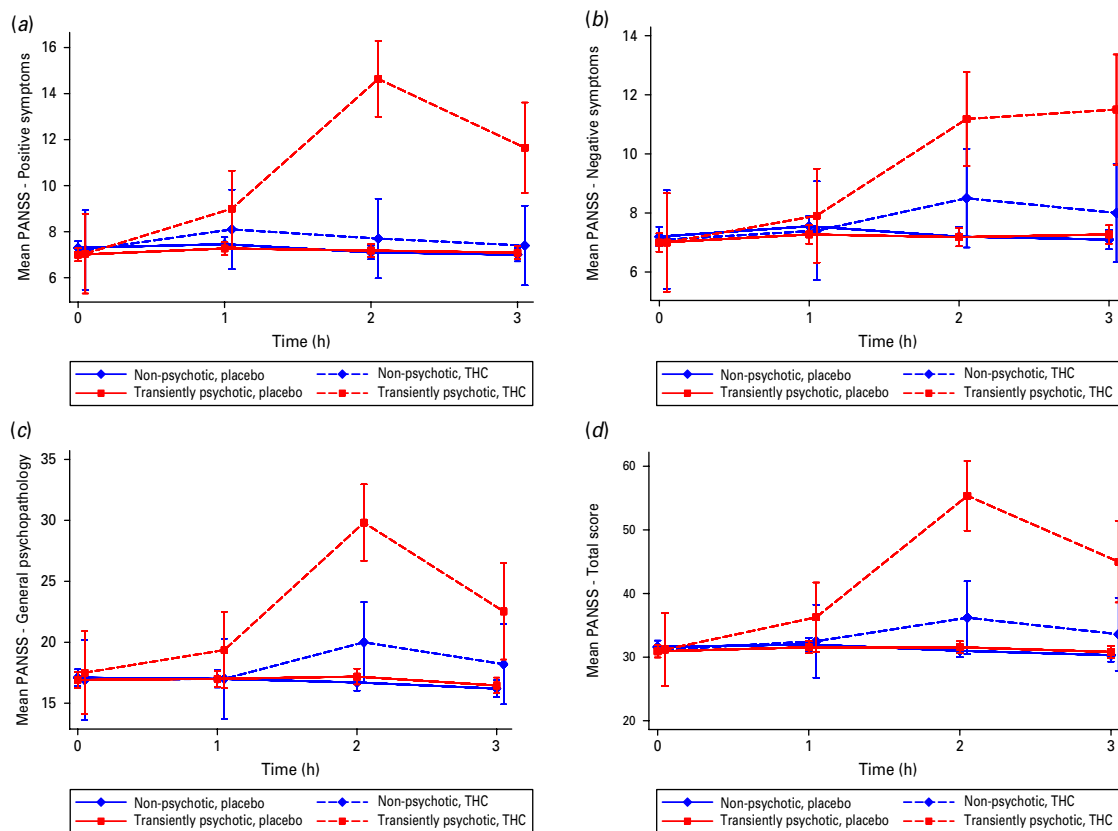 (a)
Mean PANSS - Positive symptoms
16
14
12
10
8
6
0 1 2 3
Time (h)
Non-psychotic, placebo Non-psychotic, THC
Transiently psychotic, placebo Transiently psychotic, THC
(b)
Mean PANSS - Negative symptoms
14
12
10
8
6
0 1 2 3
Time (h)
Non-psychotic, placebo Non-psychotic, THC
Transiently psychotic, placebo Transiently psychotic, THC
(c)
Mean PANSS - General psychopathology
35
30
25
20
15
0 1 2 3
Time (h)
Non-psychotic, placebo Non-psychotic, THC
Transiently psychotic, placebo Transiently psychotic, THC
(d)
Mean PANSS - Total score
60
50
40
30
20
0 1 2 3
Time (h)
Non-psychotic, placebo Non-psychotic, THC
Transiently psychotic, placebo Transiently psychotic, THC